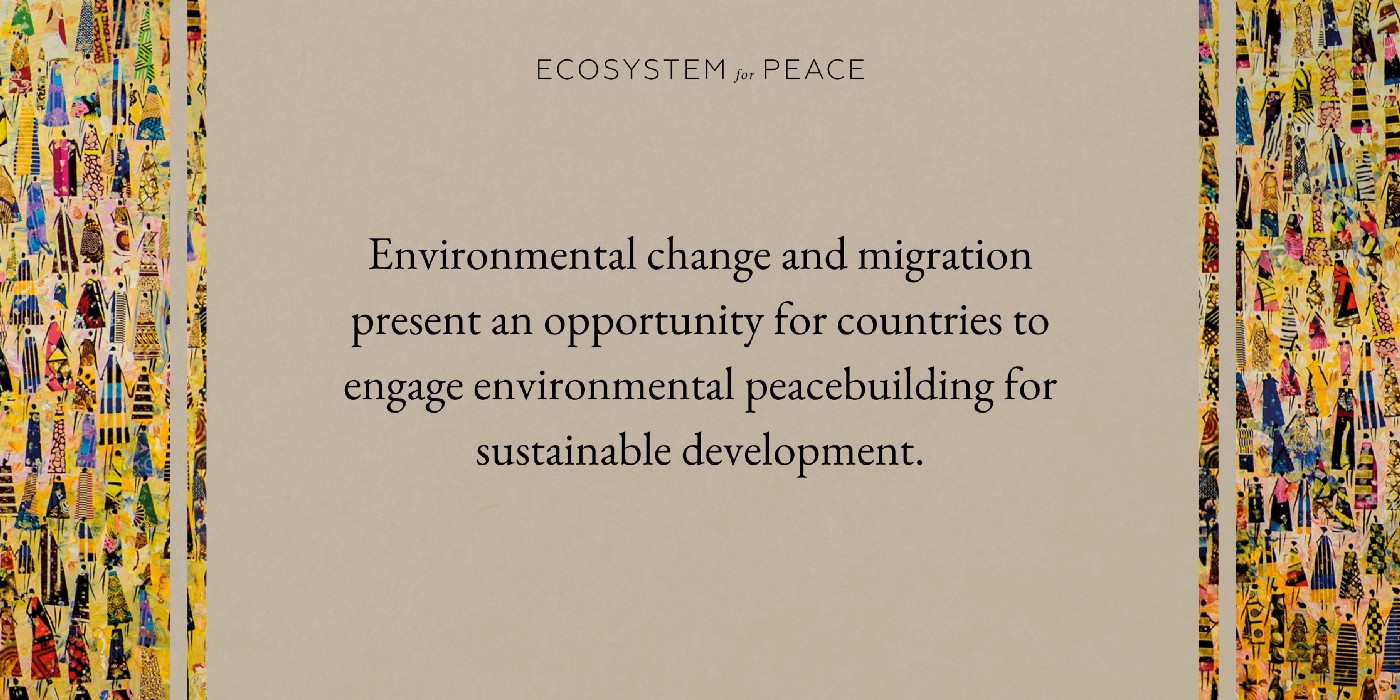 ECOSYSTEM for PEACE
Environmental change and migration
present an opportunity for countries to
engage environmental peacebuilding for
sustainable development.